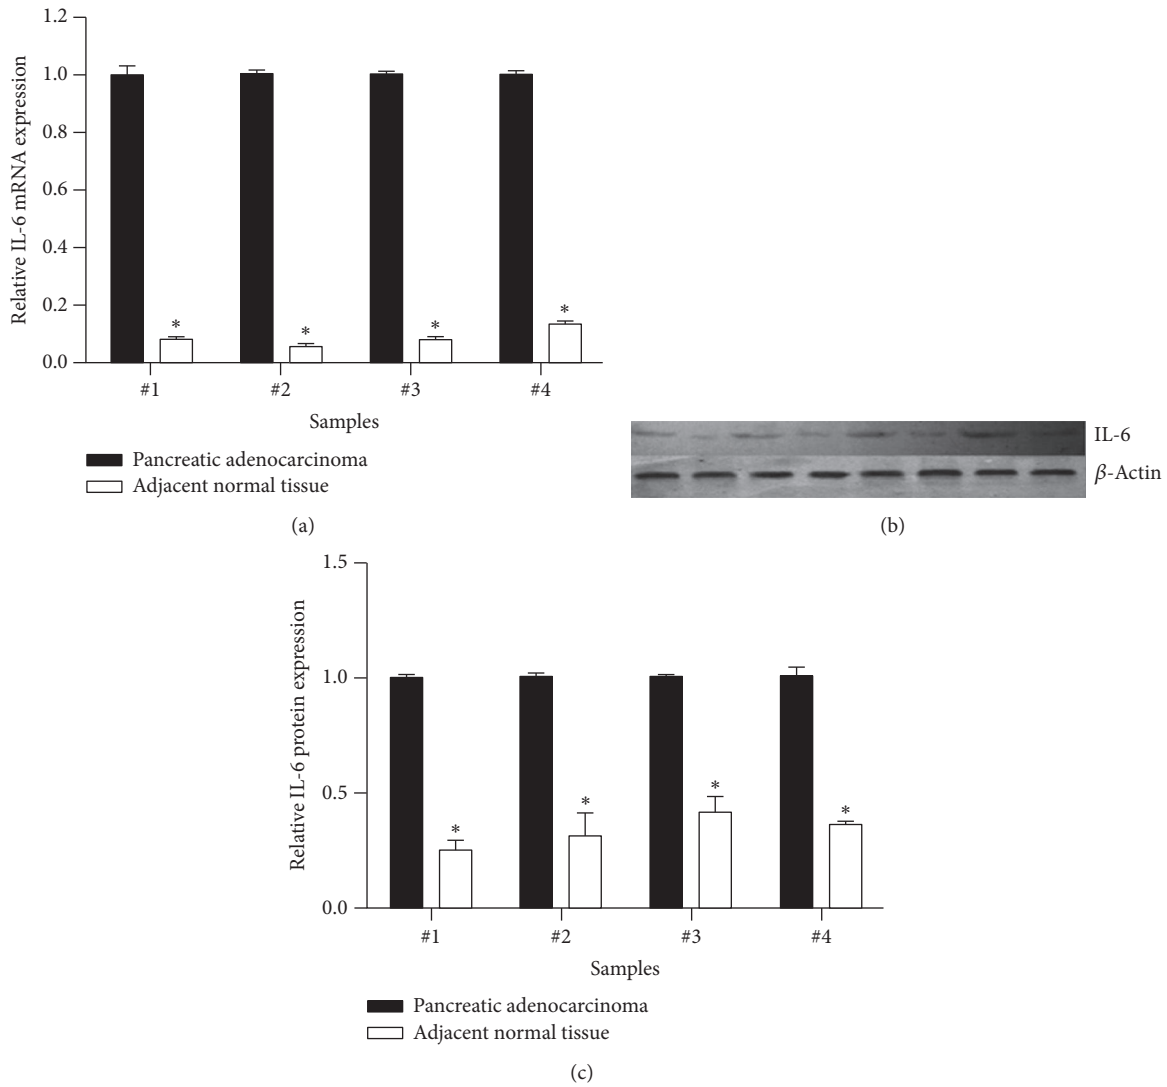 1.2
1.0
0.8
0.6
0.4
0.2
0.0
Relative IL-6 mRNA expression
* * * *
#1 #2 #3 #4
Samples
Pancreatic adenocarcinoma
Adjacent normal tissue
(a)
IL-6
β-Actin
(b)
1.5
1.0
0.5
0.0
Relative IL-6 protein expression
* * * *
#1 #2 #3 #4
Samples
Pancreatic adenocarcinoma
Adjacent normal tissue
(c)